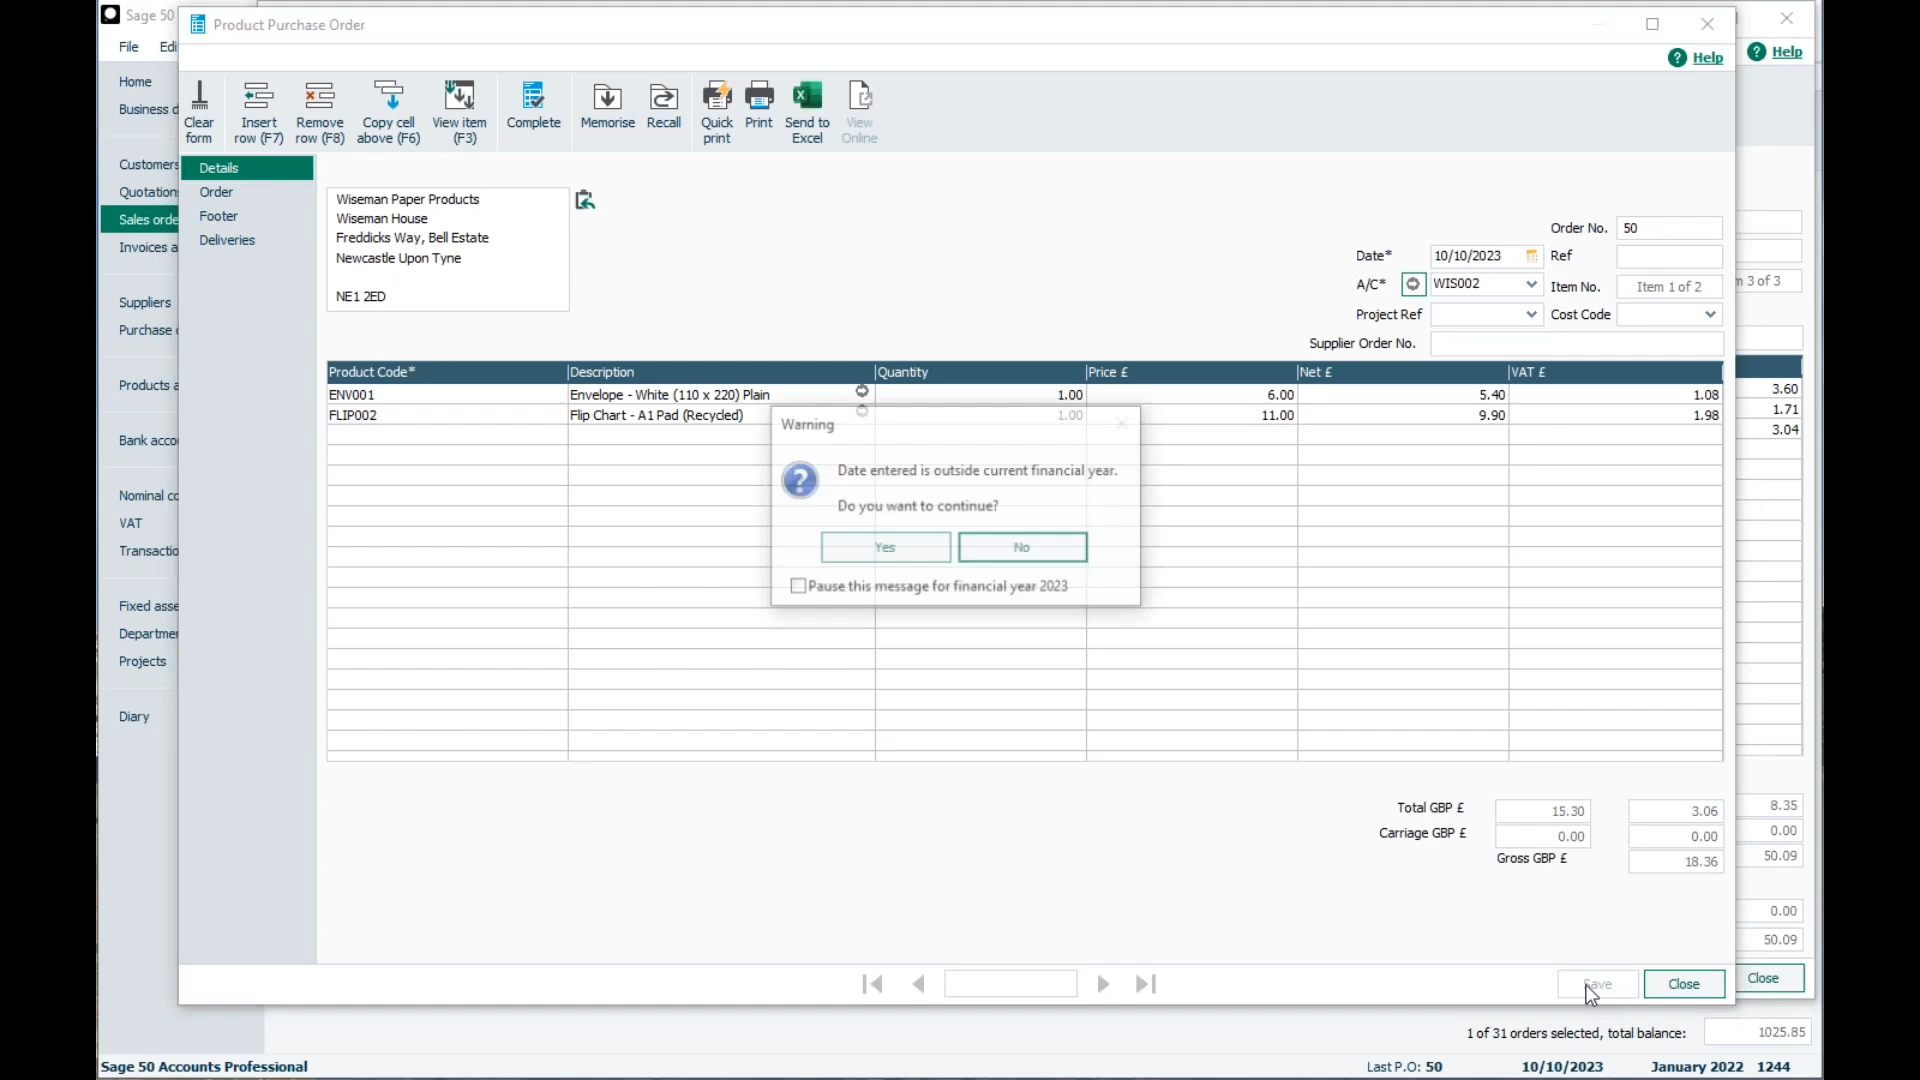 Sage 50
Product Purchase Order
File
Help
Help
Home
Business
Customers
Quotation
Sales orde
Invoices a
Suppliers
Purchase
Products a
Bank acco
Nominal co
VAT
Transactio
Fixed asse
Departme
Projects
Diary
Clear form
Insert row (F7)
Remove row (F8)
Copy cell above (F6)
View item (F3)
Complete
Memorise
Recall
Quick print
Print
Send to Excel
View Online
Details
Order
Footer
Deliveries
Wiseman Paper Products
Wiseman House
Freddicks Way, Bell Estate
Newcastle Upon Tyne
NE1 2ED
Order No. 50
Date* 10/10/2023 Ref
A/C* WIS002 Item No. Item 1 of 2
Project Ref Cost Code
Supplier Order No.
3 of 3
Product Code* Description Quantity Price £ Net £ VAT £
ENV001 Envelope - White (110 x 220) Plain 1.00 6.00 5.40 1.08
FLIP002 Flip Chart - A1 Pad (Recycled) 1.00 11.00 9.90 1.98
3.60
1.71
3.04
Warning
Date entered is outside current financial year.
Do you want to continue?
Yes No
Pause this message for financial year 2023
Total GBP £ 15.30 3.06
Carriage GBP £ 0.00 0.00
Gross GBP £ 18.36
8.35
0.00
50.09
0.00
50.09
Save Close
Close
1 of 31 orders selected, total balance: 1025.85
Sage 50 Accounts Professional Last P.O: 50 10/10/2023 January 2022 1244